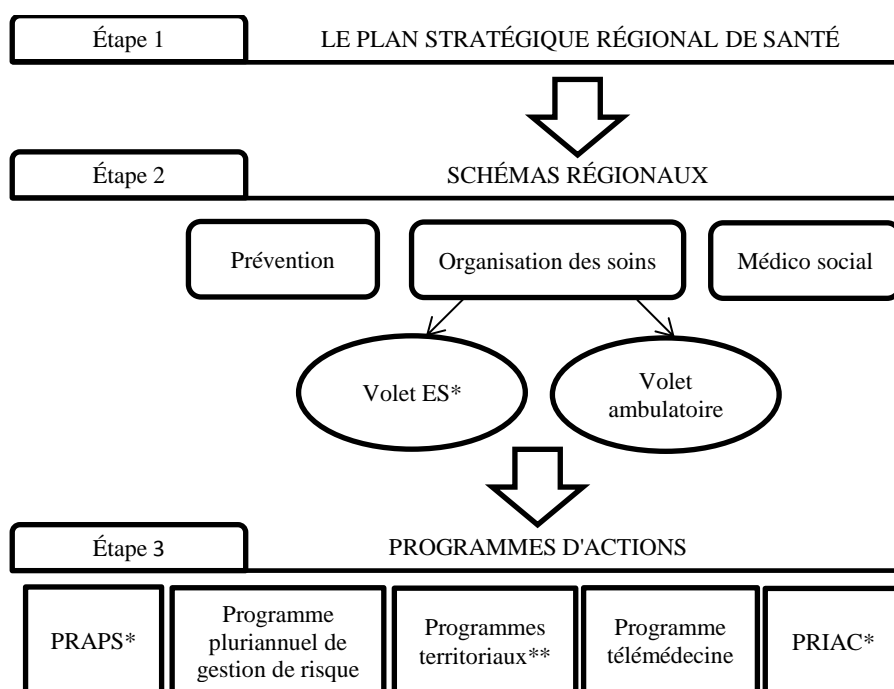 Étape 1
LE PLAN STRATÉGIQUE RÉGIONAL DE SANTÉ
Étape 2
SCHÉMAS RÉGIONAUX
Prévention
Organisation des soins
Médico social
Volet ES*
Volet
ambulatoire
Étape 3
PROGRAMMES D'ACTIONS
PRAPS*
Programme
pluriannuel de
gestion de risque
Programmes
territoriaux**
Programme
télémédecine
PRIAC*